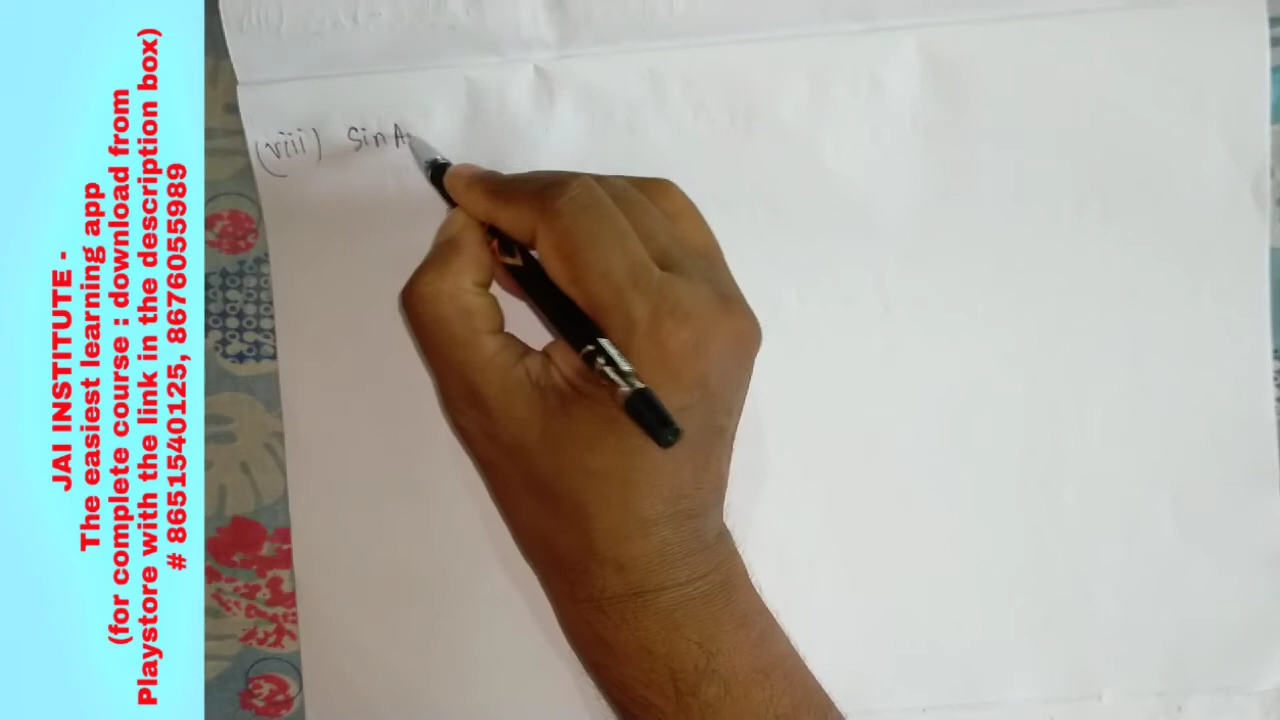 JAI INSTITUTE -
The easiest learning app
(for complete course : download from
Playstore with the link in the description box)
# 8651540125, 8676055989
(viii) Sin A